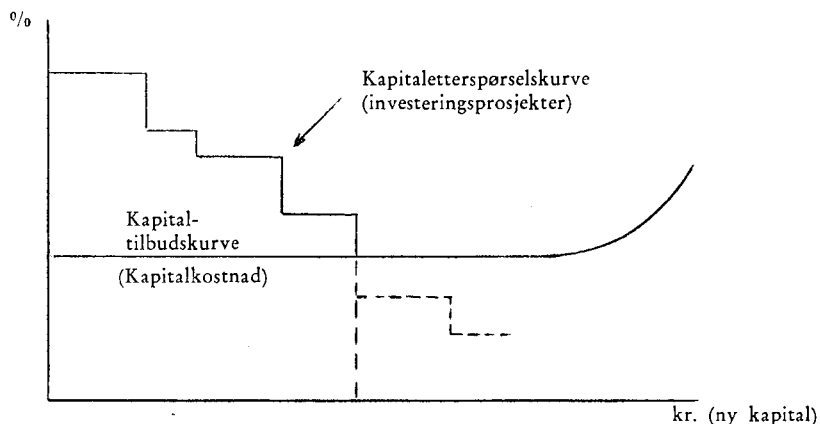 %
Kapitaletterspørselskurve
(investeringsprosjekter)
Kapital-
tilbudskurve
(Kapitalkostnad)
kr. (ny kapital)